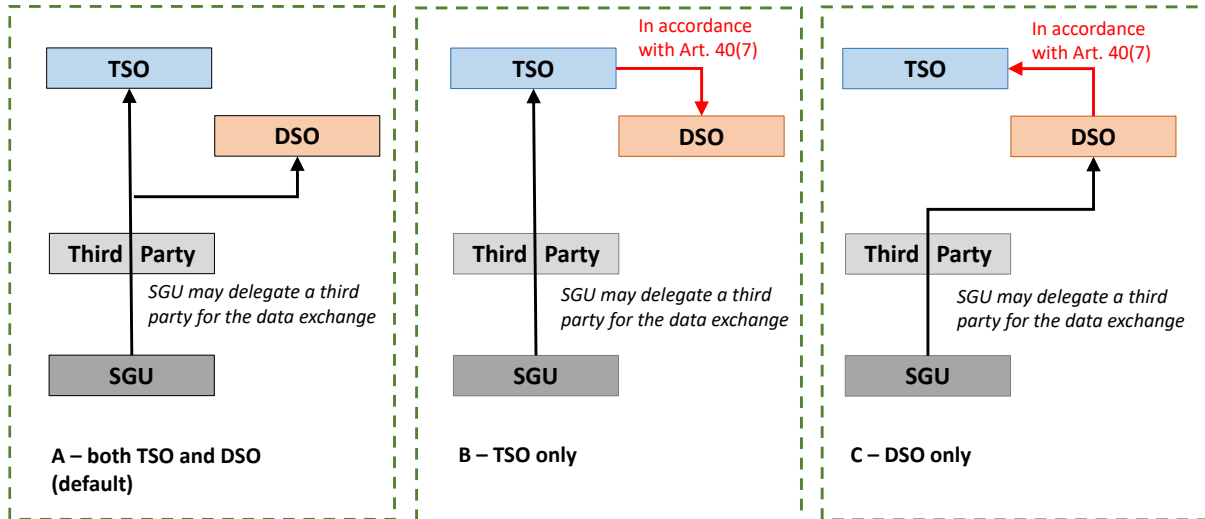 TSO
DSO
Third Party
SGU may delegate a third
party for the data exchange
SGU
A – both TSO and DSO
(default)
In accordance
with Art. 40(7)
TSO
DSO
Third Party
SGU may delegate a third
party for the data exchange
SGU
B – TSO only
In accordance
with Art. 40(7)
TSO
DSO
Third Party
SGU may delegate a third
party for the data exchange
SGU
C – DSO only